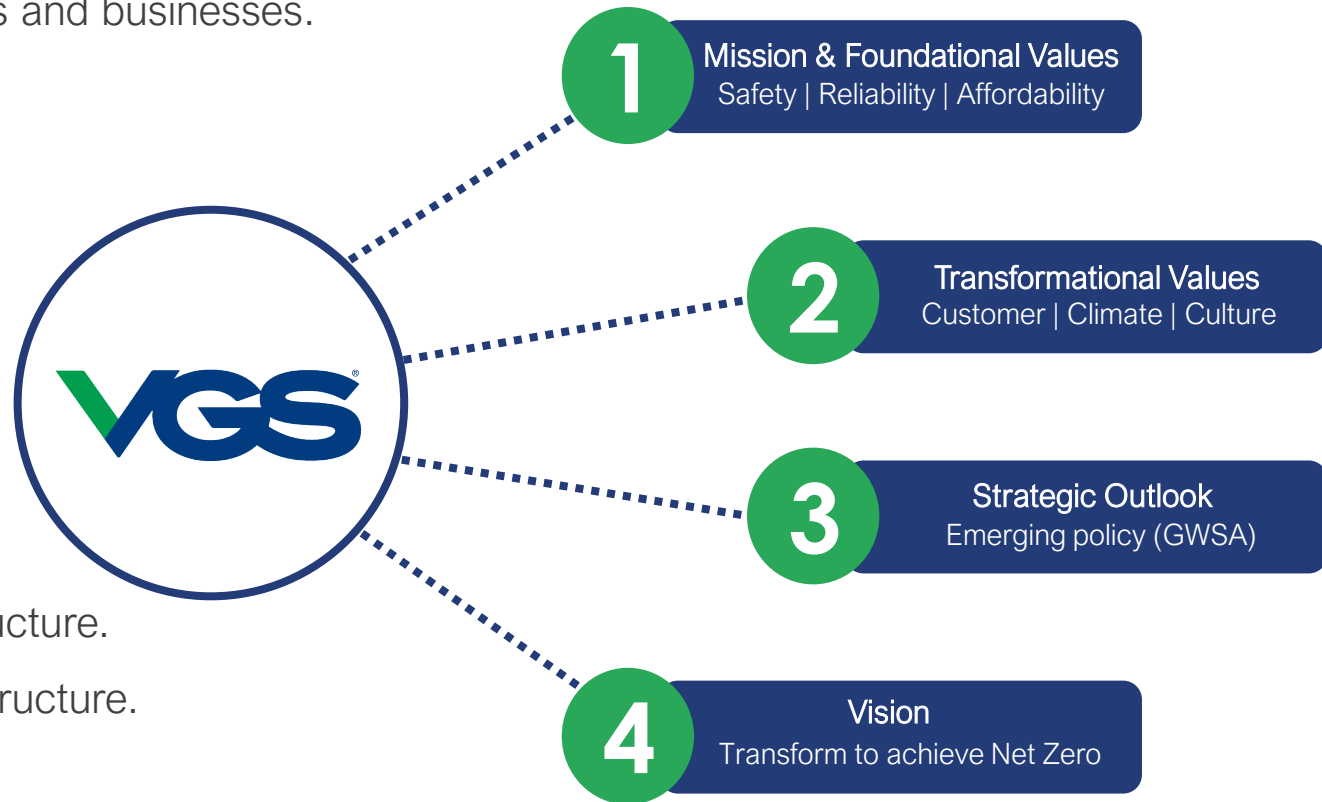 s and businesses.
1
Mission & Foundational Values
Safety | Reliability | Affordability
2
Transformational Values
Customer | Climate | Culture
VGS®
3
Strategic Outlook
Emerging policy (GWSA)
ucture.
ructure.
4
Vision
Transform to achieve Net Zero